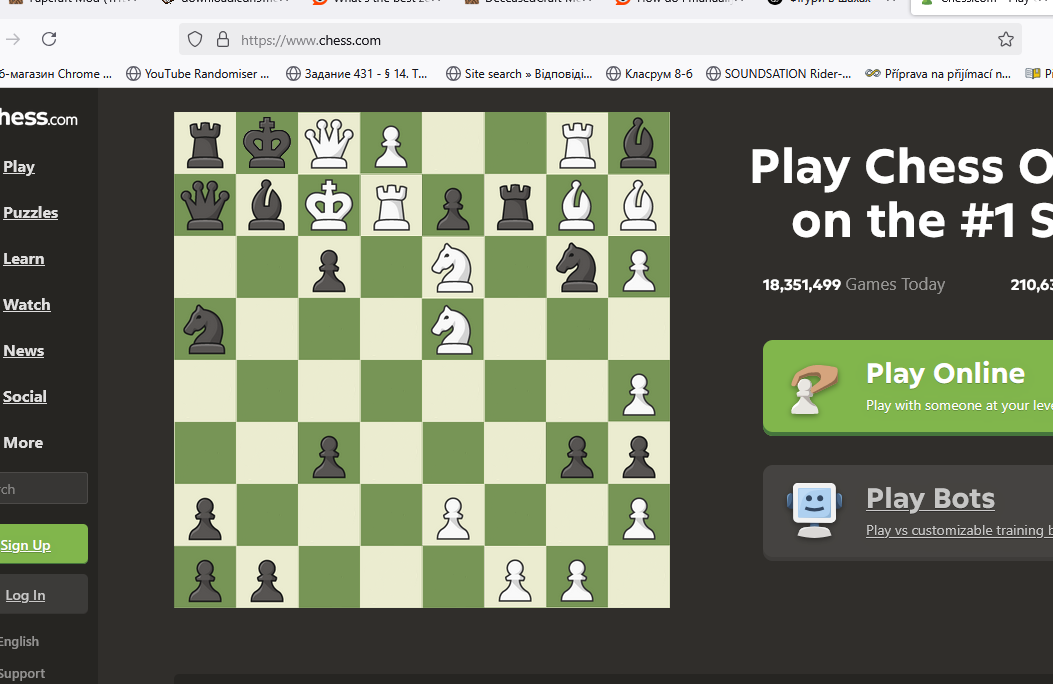 https://www.chess.com
б-магазин Chrome ...
YouTube Randomiser ...
Задание 431 - § 14. Т...
Site search » Відповіді...
Класрум 8-б
SOUNDSATION Rider-...
Příprava na přijímací n...
hess.com
Play
Puzzles
Learn
Watch
News
Social
More
rch
Sign Up
Log In
English
Support
Play Chess O
on the #1 S
18,351,499 Games Today
210,63
Play Online
Play with someone at your leve
Play Bots
Play vs customizable training b